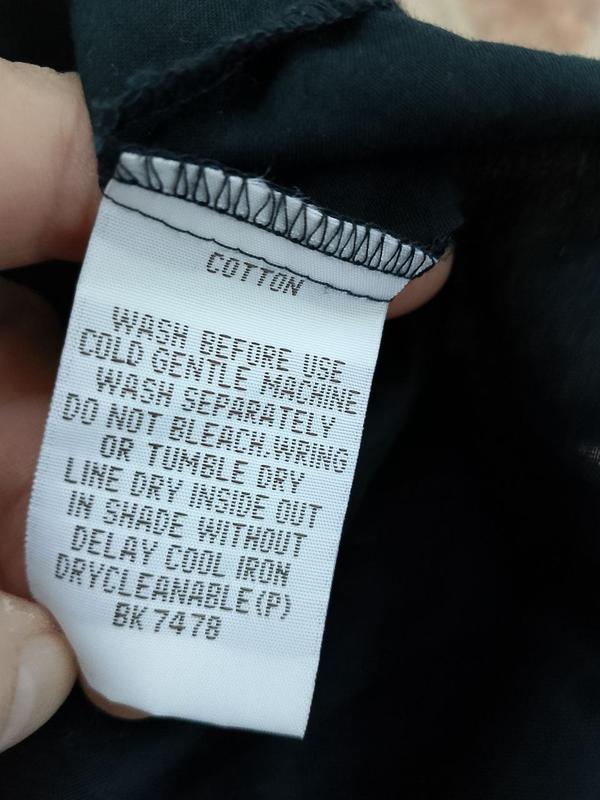 COTTON
WASH BEFORE USE
COLD GENTLE MACHINE
WASH SEPARATELY
DO NOT BLEACH.WRING
OR TUMBLE DRY
LINE DRY INSIDE OUT
IN SHADE WITHOUT
DELAY COOL IRON
DRYCLEANABLE(P)
BK 7478